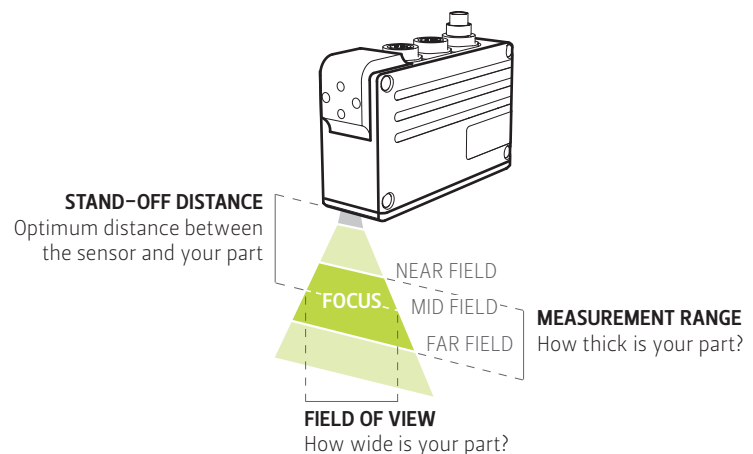 STAND-OFF DISTANCE
Optimum distance between
the sensor and your part
NEAR FIELD
FOCUS
MID FIELD
FAR FIELD
MEASUREMENT RANGE
How thick is your part?
FIELD OF VIEW
How wide is your part?